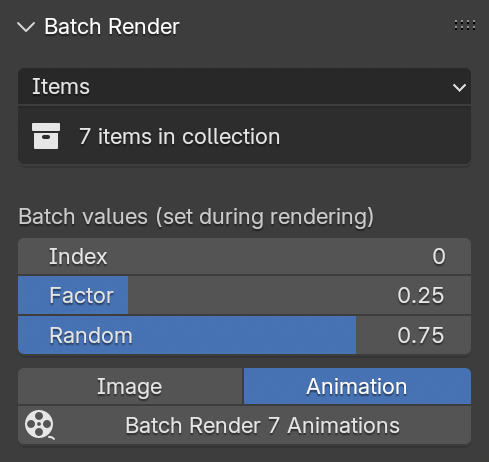 Batch Render
Items
7 items in collection
Batch values (set during rendering)
Index 0
Factor 0.25
Random 0.75
Image Animation
Batch Render 7 Animations